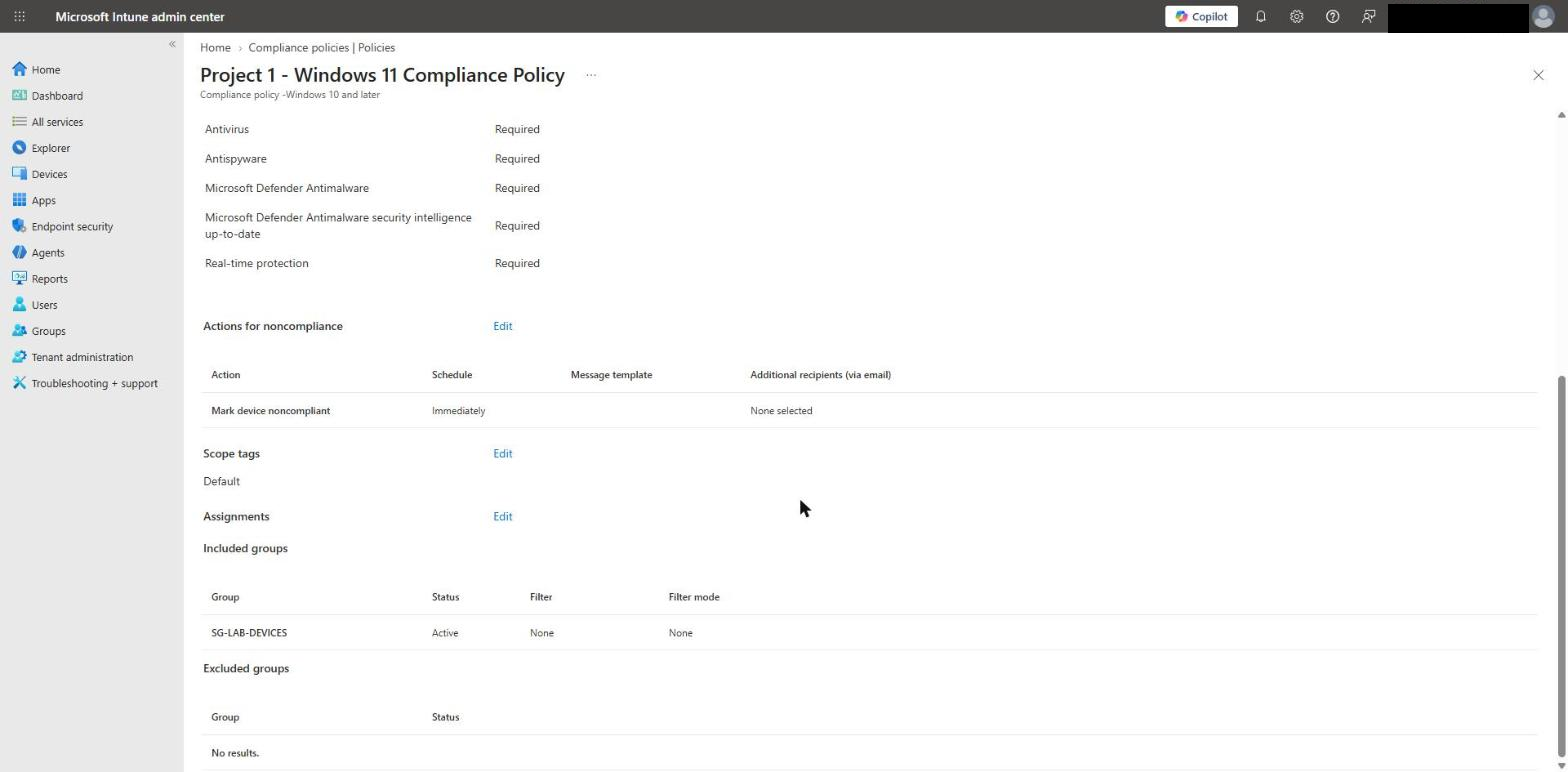 Microsoft Intune admin center
Copilot
«
Home
Dashboard
All services
Explorer
Devices
Apps
Endpoint security
Agents
Reports
Users
Groups
Tenant administration
Troubleshooting + support
Home › Compliance policies | Policies
Project 1 - Windows 11 Compliance Policy ...
Compliance policy -Windows 10 and later
Antivirus Required
Antispyware Required
Microsoft Defender Antimalware Required
Microsoft Defender Antimalware security intelligence
up-to-date Required
Real-time protection Required
Actions for noncompliance Edit
Action Schedule Message template Additional recipients (via email)
Mark device noncompliant Immediately None selected
Scope tags Edit
Default
Assignments Edit
Included groups
Group Status Filter Filter mode
SG-LAB-DEVICES Active None None
Excluded groups
Group Status
No results.